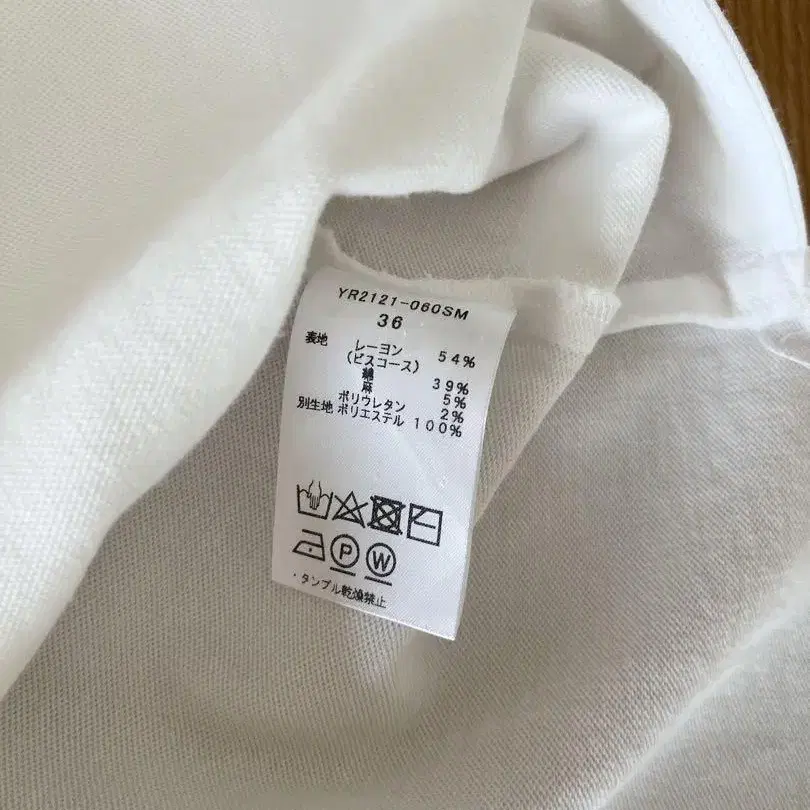 YR2121-060SM
36
表地 レーヨン 54%
(ビスコース)
綿 39%
麻 5%
ポリウレタン 2%
別生地 ポリエステル 100%
P W
・タンブル乾燥禁止